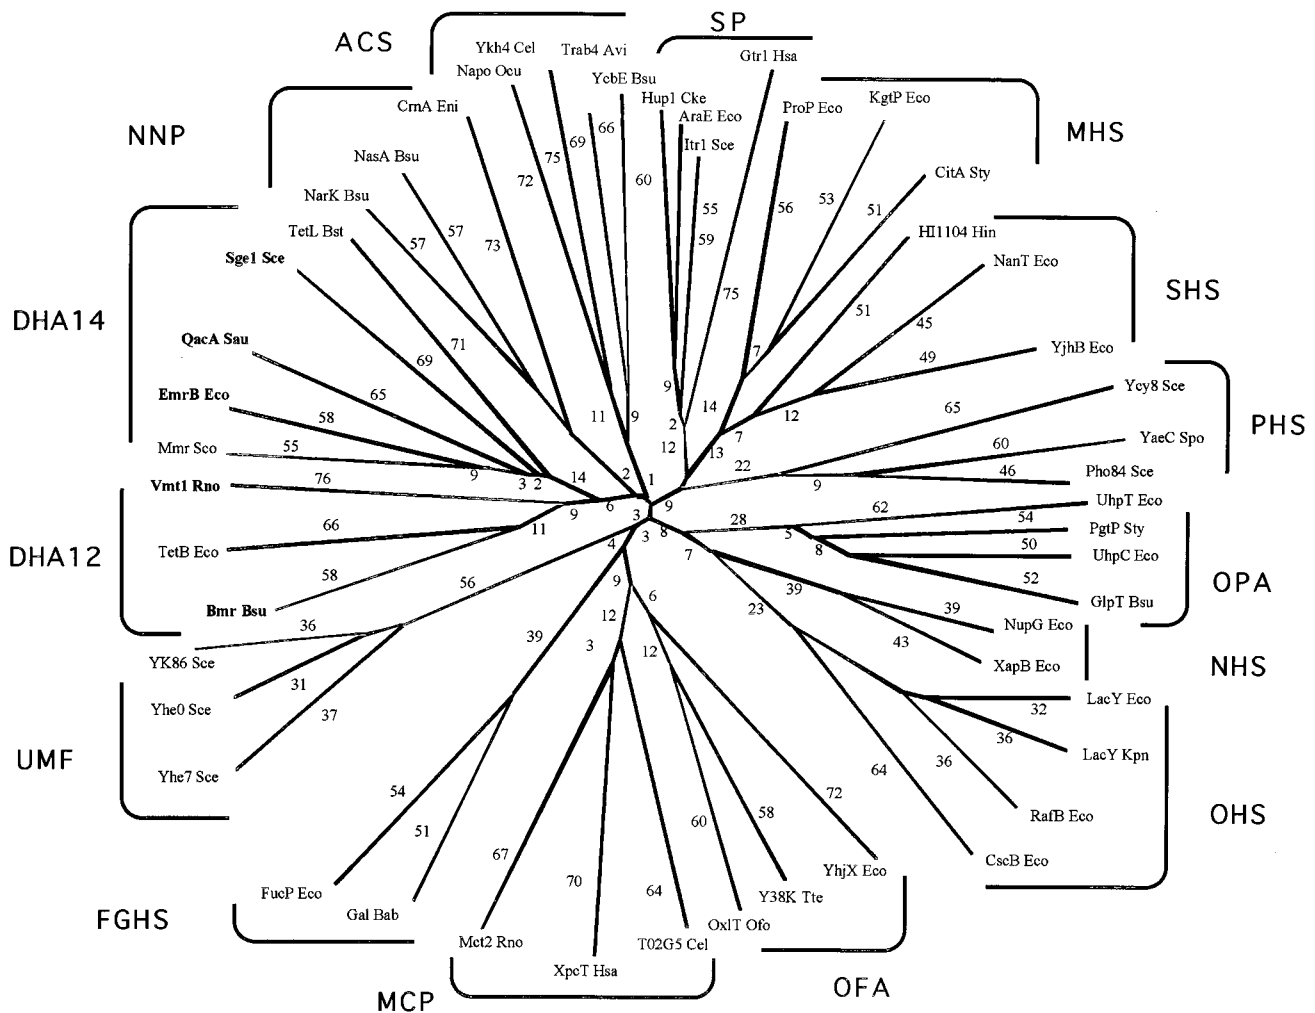 SP
ACS
Ykh4 Cel
Trab4 Avi
Gtr1 Hsa
Napo Ocu
YcbE Bsu
Hup1 Cke
KgtP Eco
CrnA Eni
AraE Eco
ProP Eco
NNP
MHS
Itr1 Sce
NasA Bsu
CitA Sty
NarK Bsu
TetL Bst
HI1104 Hin
Sge1 Sce
NanT Eco
SHS
DHA14
QacA Sau
YjhB Eco
EmrB Eco
Ycy8 Sce
PHS
Mmr Sco
YaeC Spo
Pho84 Sce
Vmt1 Rno
UhpT Eco
PgtP Sty
TetB Eco
UhpC Eco
DHA12
OPA
Bmr Bsu
GlpT Bsu
NupG Eco
YK86 Sce
XapB Eco
NHS
Yhe0 Sce
LacY Eco
UMF
LacY Kpn
Yhe7 Sce
RafB Eco
OHS
CscB Eco
YhjX Eco
FucP Eco
Y38K Tte
FGHS
Gal Bab
OxlT Ofo
Mct2 Rno
T02G5 Cel
XpcT Hsa
MCP
OFA
72 75 69 66 60 55 59 75 56 53 51
57 57 73
51 45 49
71 69 65 58 55 76
11 9 9 2 12 14 7 7 13 12
65 60 46 22 9
9 3 2 14 2 1 6 9 3
66 11 9 58
62 54 50 52 28 5 8
8 7 3 4
36 31 37 56
39 39 43 23
32 36 36 64
9 12 3 6 12
39 54 51
67 70 64 60 58 72